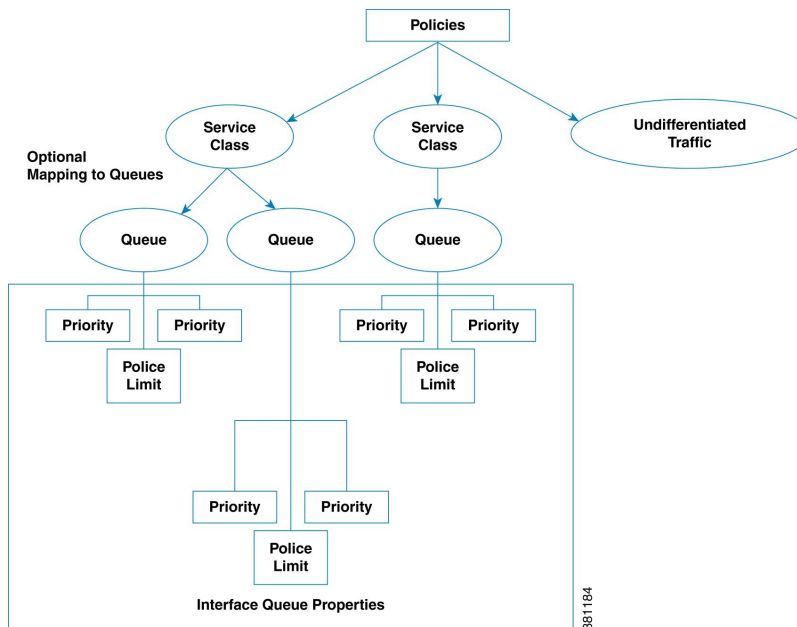 Policies
Service
Class
Service
Class
Undifferentiated
Traffic
Optional
Mapping to Queues
Queue
Queue
Queue
Priority
Priority
Priority
Priority
Police
Limit
Police
Limit
Priority
Priority
Police
Limit
Interface Queue Properties
381184